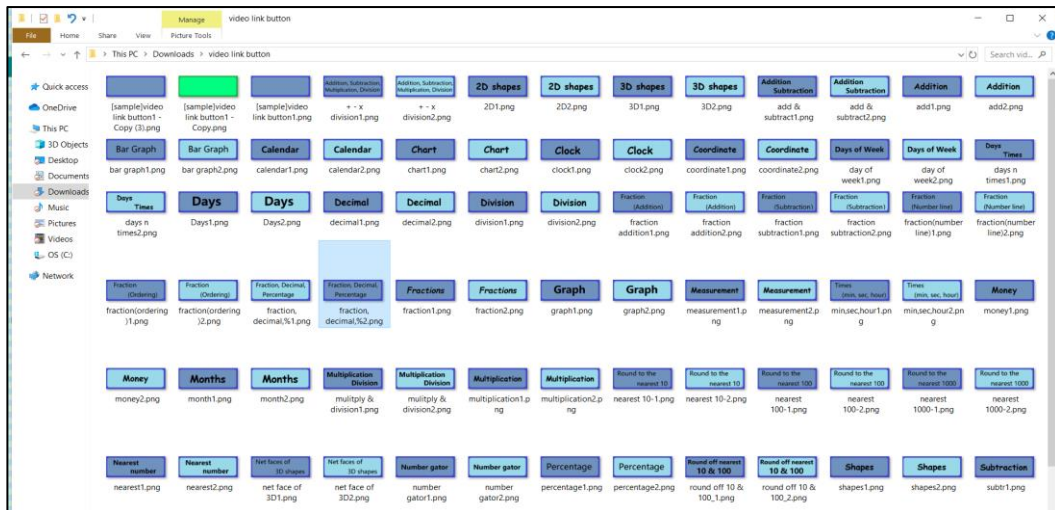 Manage video link button
File Home Share View Picture Tools
This PC > Downloads > video link button
Search vid...
Quick access
OneDrive
This PC
3D Objects
Desktop
Documents
Downloads
Music
Pictures
Videos
OS (C:)
Network
Addition, Subtraction, Multiplication, Division
Addition, Subtraction, Multiplication, Division
2D shapes 2D shapes 3D shapes 3D shapes Addition Subtraction Addition Subtraction Addition Addition
[sample]video link button1 - Copy (3).png
[sample]video link button1 - Copy.png
[sample]video link button1.png
+ - x division1.png
+ - x division2.png
2D1.png 2D2.png 3D1.png 3D2.png add & subtract1.png add & subtract2.png add1.png add2.png
Bar Graph Bar Graph Calendar Calendar Chart Chart Clock Clock Coordinate Coordinate Days of Week Days of Week Days Times
bar graph1.png bar graph2.png calendar1.png calendar2.png chart1.png chart2.png clock1.png clock2.png coordinate1.png coordinate2.png day of week1.png day of week2.png days n times1.png
Days Times Days Days Decimal Decimal Division Division Fraction (Addition) Fraction (Addition) Fraction (Subtraction) Fraction (Subtraction) Fraction (Number line) Fraction (Number line)
days n times2.png Days1.png Days2.png decimal1.png decimal2.png division1.png division2.png fraction addition1.png fraction addition2.png fraction subtraction1.png fraction subtraction2.png fraction(number line)1.png fraction(number line)2.png
Fraction (Ordering) Fraction (Ordering) Fraction, Decimal, Percentage Fraction, Decimal, Percentage Fractions Fractions Graph Graph Measurement Measurement Times (min, sec, hour) Times (min, sec, hour) Money
fraction(ordering)1.png fraction(ordering)2.png fraction, decimal,%1.png fraction, decimal,%2.png fraction1.png fraction2.png graph1.png graph2.png measurement1.png measurement2.png min,sec,hour1.png min,sec,hour2.png money1.png
Money Months Months Multiplication Division Multiplication Division Multiplication Multiplication Round to the nearest 10 Round to the nearest 10 Round to the nearest 100 Round to the nearest 100 Round to the nearest 1000 Round to the nearest 1000
money2.png month1.png month2.png mulitply & division1.png mulitply & division2.png multiplication1.png multiplication2.png nearest 10-1.png nearest 10-2.png nearest 100-1.png nearest 100-2.png nearest 1000-1.png nearest 1000-2.png
Nearest number Nearest number Net faces of 3D shapes Net faces of 3D shapes Number gator Number gator Percentage Percentage Round off nearest 10 & 100 Round off nearest 10 & 100 Shapes Shapes Subtraction
nearest1.png nearest2.png net face of 3D1.png net face of 3D2.png number gator1.png number gator2.png percentage1.png percentage2.png round off 10 & 100_1.png round off 10 & 100_2.png shapes1.png shapes2.png subtr1.png